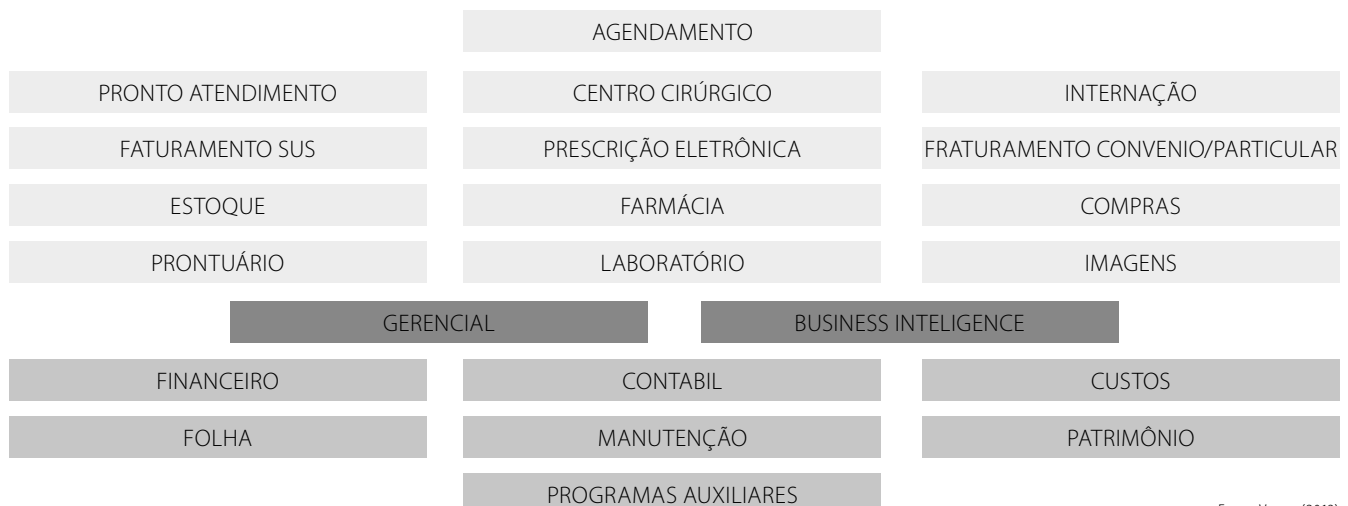 AGENDAMENTO
PRONTO ATENDIMENTO CENTRO CIRÚRGICO INTERNAÇÃO
FATURAMENTO SUS PRESCRIÇÃO ELETRÔNICA FRATURAMENTO CONVENIO/PARTICULAR
ESTOQUE FARMÁCIA COMPRAS
PRONTUÁRIO LABORATÓRIO IMAGENS
GERENCIAL BUSINESS INTELIGENCE
FINANCEIRO CONTABIL CUSTOS
FOLHA MANUTENÇÃO PATRIMÔNIO
PROGRAMAS AUXILIARES